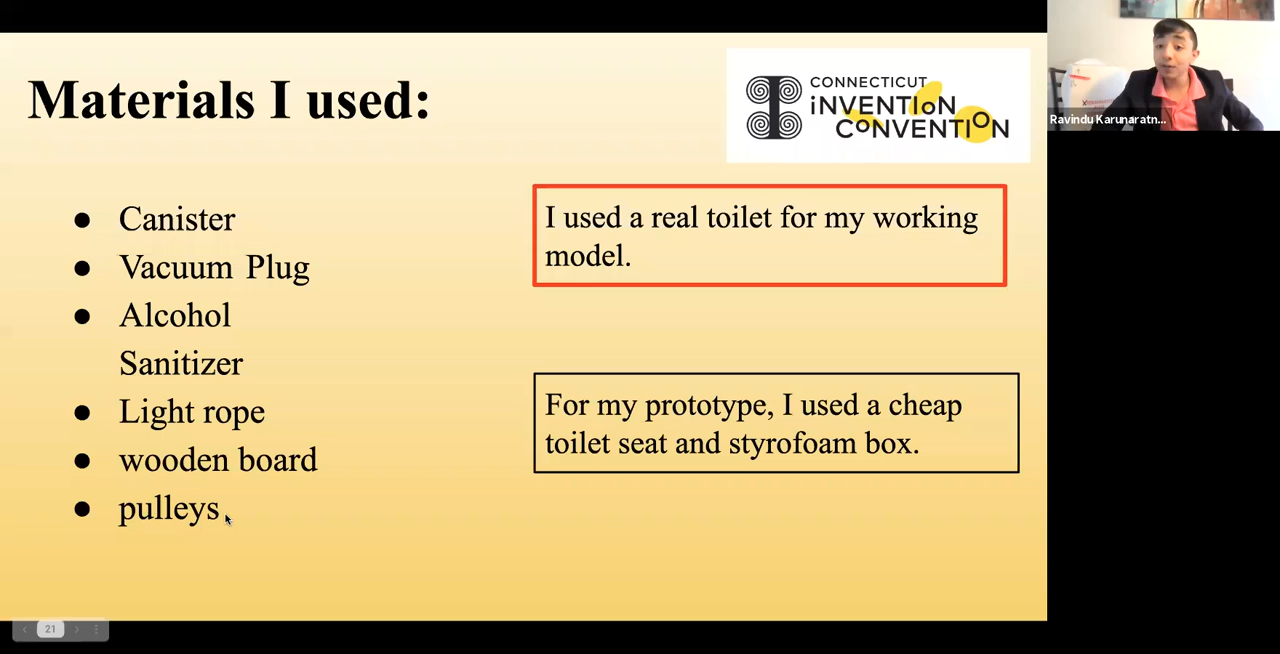 Materials I used:
CONNECTICUT
iNVENTIoN
CoNVENTIoN
● Canister
● Vacuum Plug
● Alcohol
Sanitizer
● Light rope
● wooden board
● pulleys
I used a real toilet for my working
model.
For my prototype, I used a cheap
toilet seat and styrofoam box.
Ravindu Karunaratn...
21